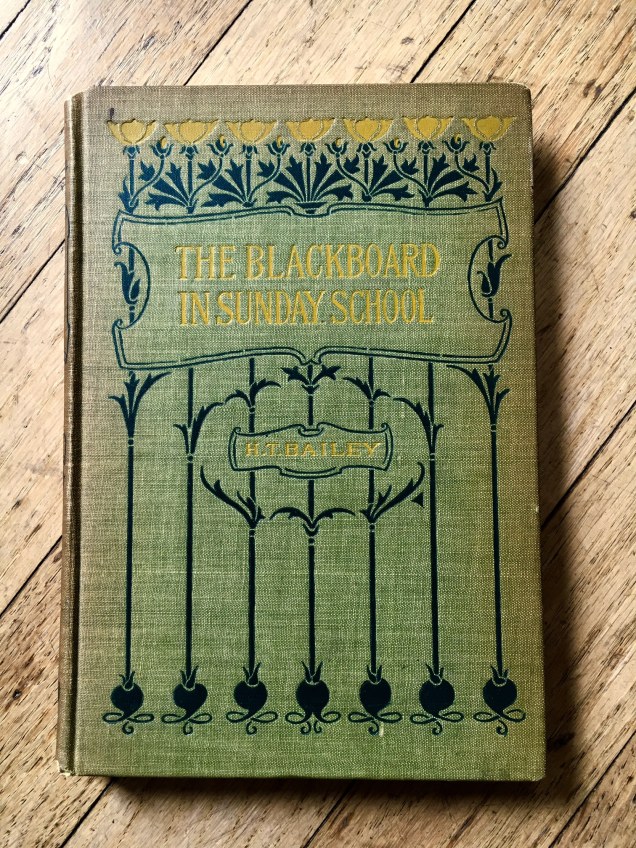 THE BLACKBOARD
IN SUNDAY SCHOOL
H.T. BAILEY